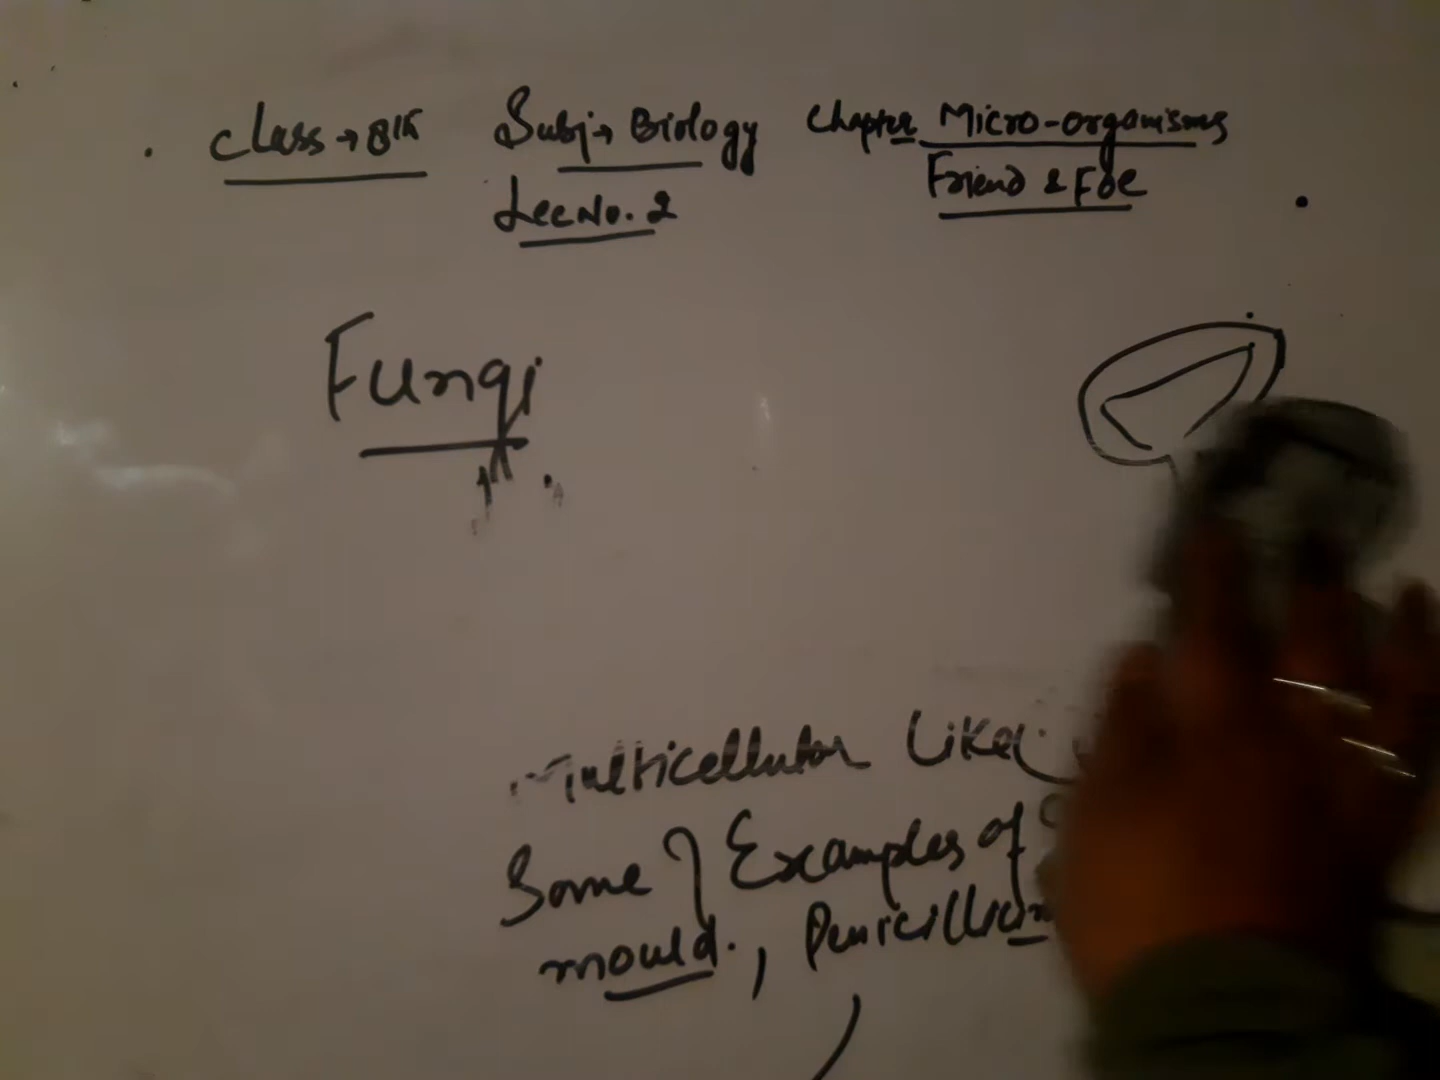 Class → 8th Subj → Biology Chapter Micro-organisms
Lec No. 2 Friend & Foe
Fungi
Multicellular Like
Some Examples of
mould., Penicillium